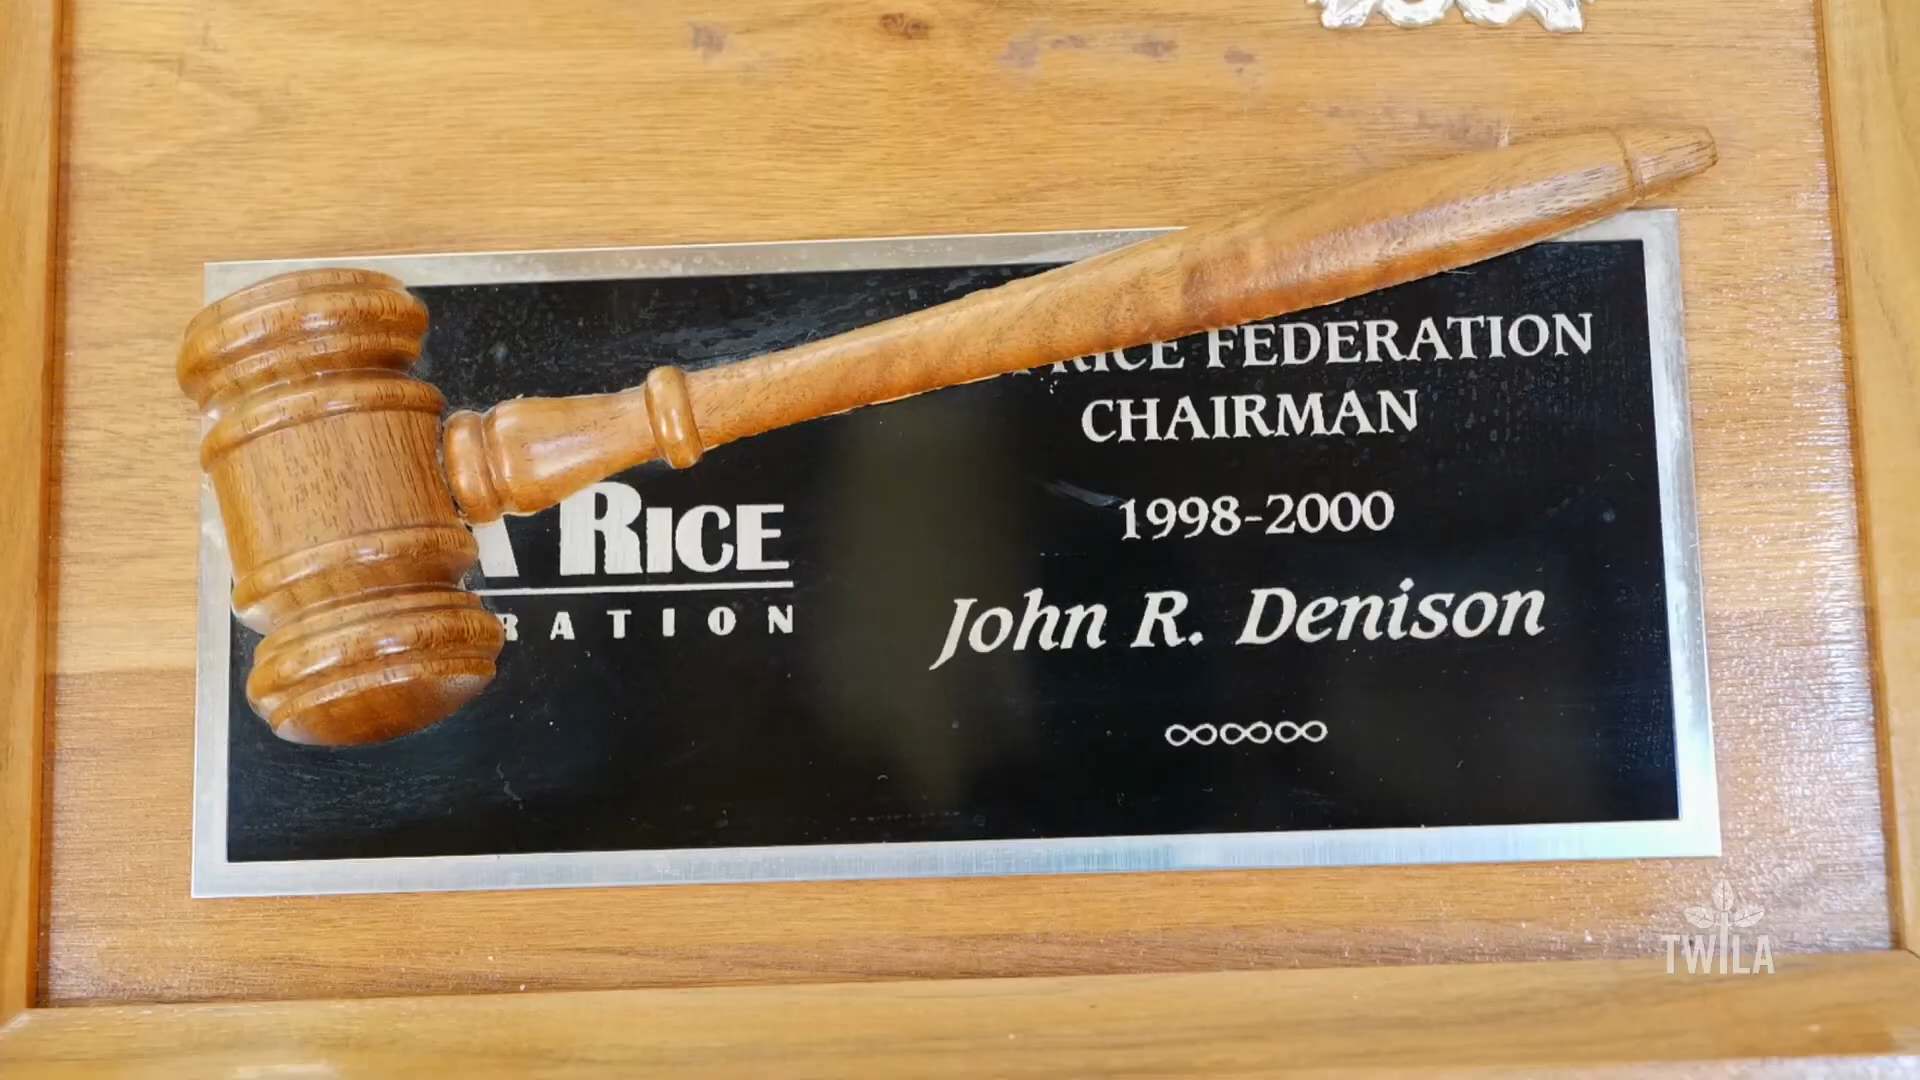 RICE FEDERATION
CHAIRMAN
1998-2000
John R. Denison
RICE
RATION
TWILA